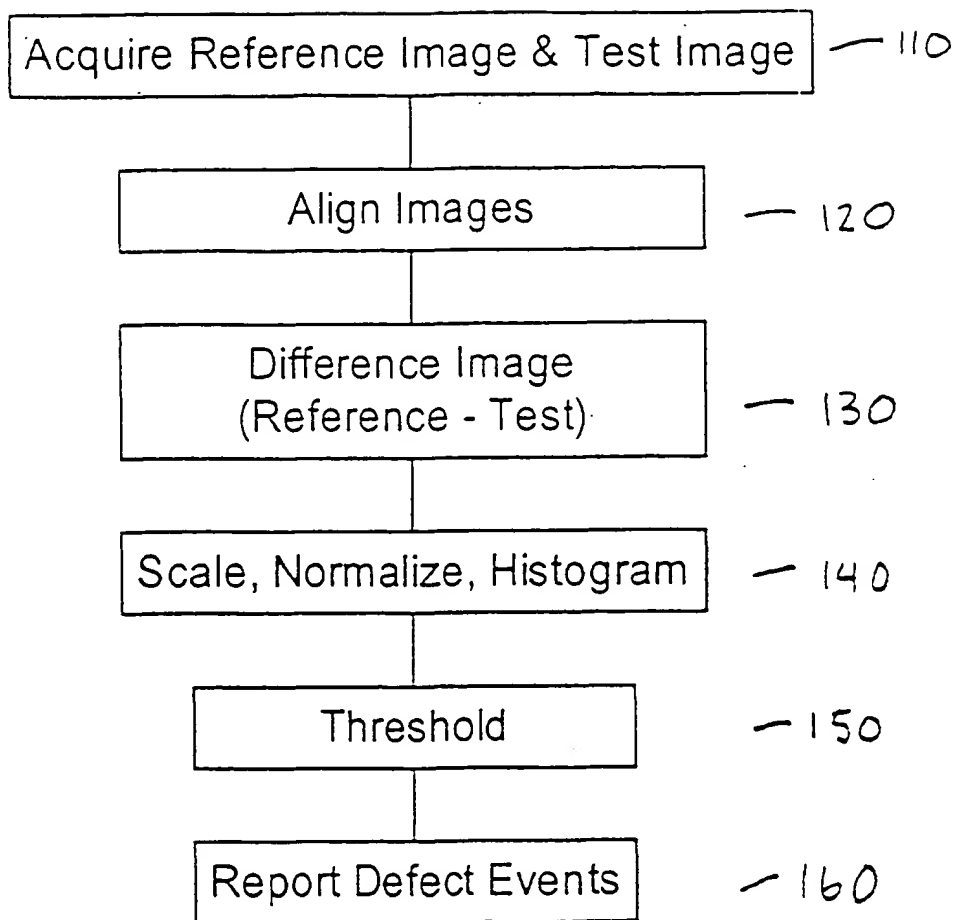 Acquire Reference Image & Test Image 110
Align Images 120
Difference Image
(Reference - Test) 130
Scale, Normalize, Histogram 140
Threshold 150
Report Defect Events 160